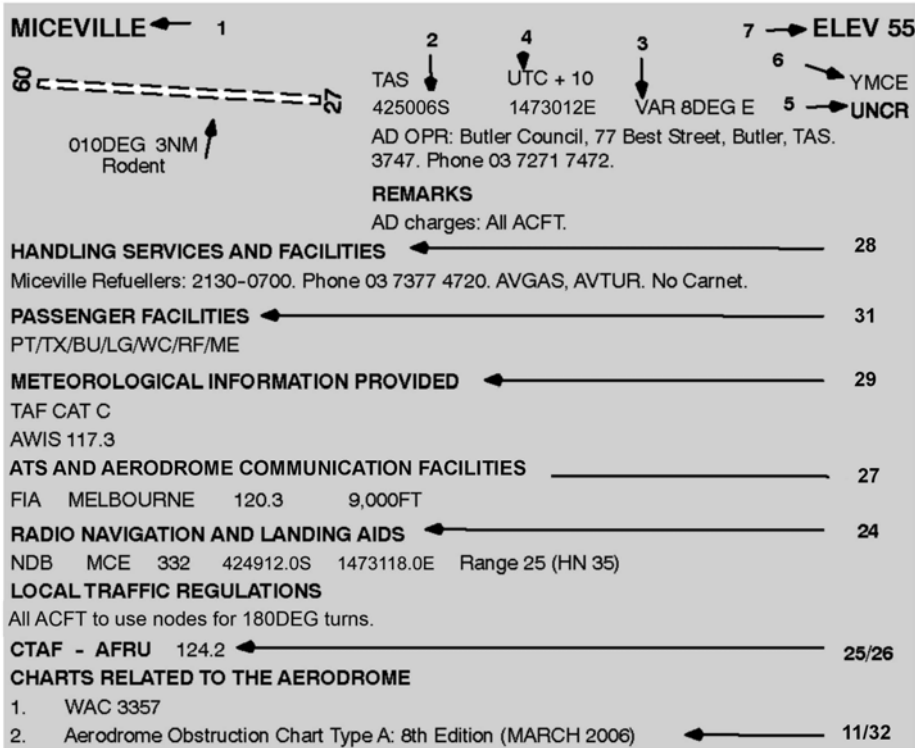 MICEVILLE 1 7 ELEV 55
2 4 3 6
TAS UTC + 10 YMCE
425006S 1473012E VAR 8DEG E 5 UNCR
09 27
010DEG 3NM
Rodent
AD OPR: Butler Council, 77 Best Street, Butler, TAS.
3747. Phone 03 7271 7472.
REMARKS
AD charges: All ACFT.
HANDLING SERVICES AND FACILITIES 28
Miceville Refuellers: 2130-0700. Phone 03 7377 4720. AVGAS, AVTUR. No Carnet.
PASSENGER FACILITIES 31
PT/TX/BU/LG/WC/RF/ME
METEOROLOGICAL INFORMATION PROVIDED 29
TAF CAT C
AWIS 117.3
ATS AND AERODROME COMMUNICATION FACILITIES 27
FIA MELBOURNE 120.3 9,000FT
RADIO NAVIGATION AND LANDING AIDS 24
NDB MCE 332 424912.0S 1473118.0E Range 25 (HN 35)
LOCAL TRAFFIC REGULATIONS
All ACFT to use nodes for 180DEG turns.
CTAF - AFRU 124.2 25/26
CHARTS RELATED TO THE AERODROME
1. WAC 3357
2. Aerodrome Obstruction Chart Type A: 8th Edition (MARCH 2006) 11/32